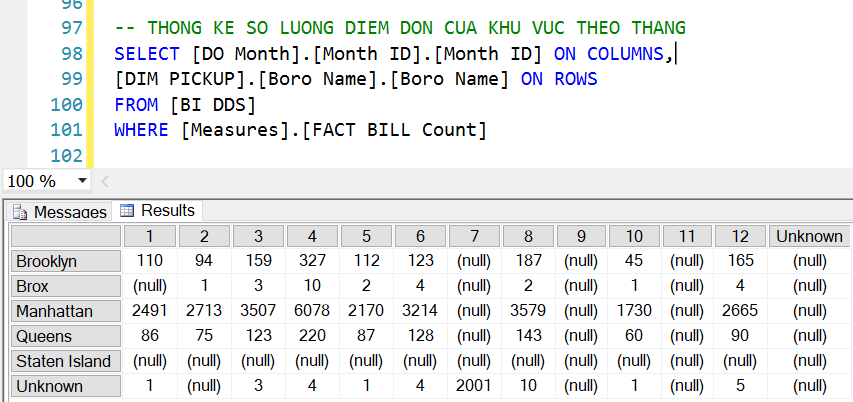 96
97 -- THONG KE SO LUONG DIEM DON CUA KHU VUC THEO THANG
98 SELECT [DO Month].[Month ID].[Month ID] ON COLUMNS,
99 [DIM PICKUP].[Boro Name].[Boro Name] ON ROWS
100 FROM [BI DDS]
101 WHERE [Measures].[FACT BILL Count]
102
100 %
Messages Results
1 2 3 4 5 6 7 8 9 10 11 12 Unknown
Brooklyn 110 94 159 327 112 123 (null) 187 (null) 45 (null) 165 (null)
Brox (null) 1 3 10 2 4 (null) 2 (null) 1 (null) 4 (null)
Manhattan 2491 2713 3507 6078 2170 3214 (null) 3579 (null) 1730 (null) 2665 (null)
Queens 86 75 123 220 87 128 (null) 143 (null) 60 (null) 90 (null)
Staten Island (null) (null) (null) (null) (null) (null) (null) (null) (null) (null) (null) (null) (null)
Unknown 1 (null) 3 4 1 4 2001 10 (null) 1 (null) 5 (null)